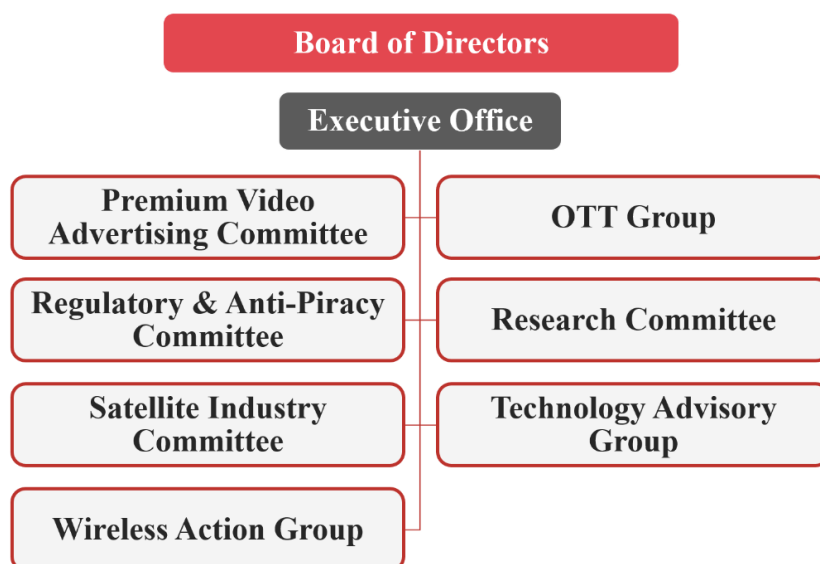 Board of Directors
Executive Office
Premium Video
Advertising Committee
OTT Group
Regulatory & Anti-Piracy
Committee
Research Committee
Satellite Industry
Committee
Technology Advisory
Group
Wireless Action Group